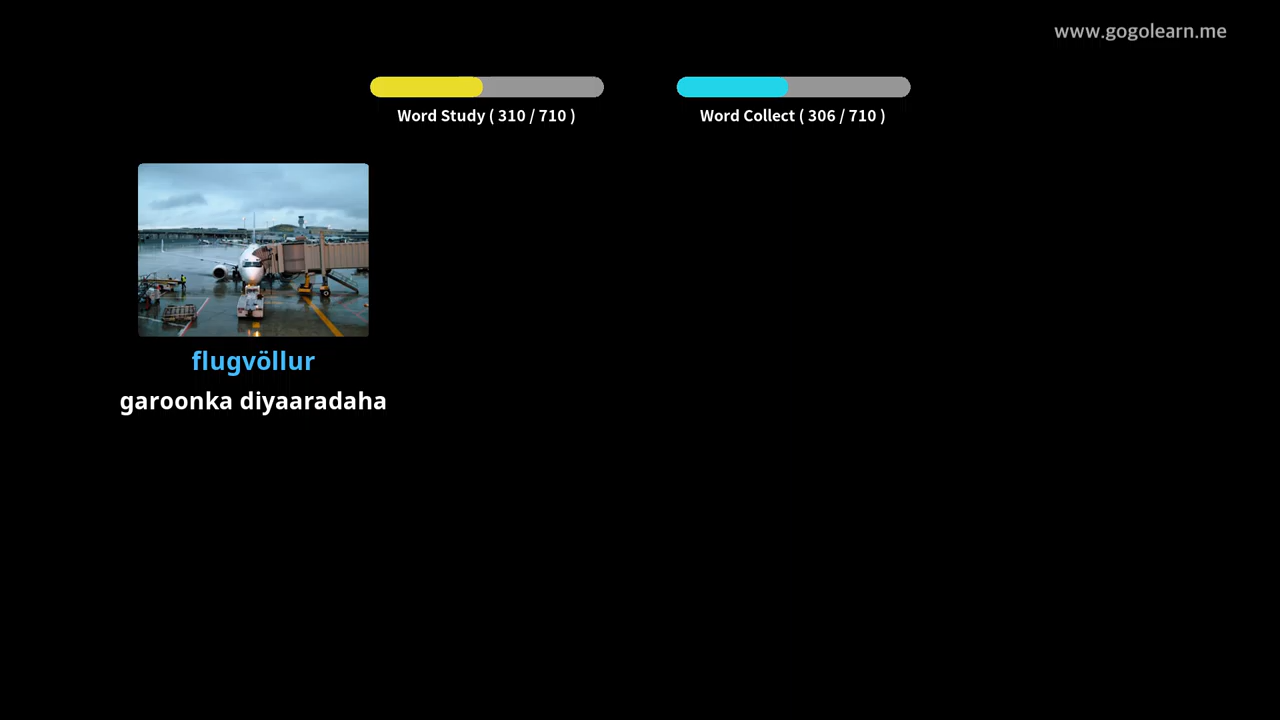 www.gogolearn.me
Word Study ( 310 / 710 )
Word Collect ( 306 / 710 )
flugvöllur
garoonka diyaaradaha